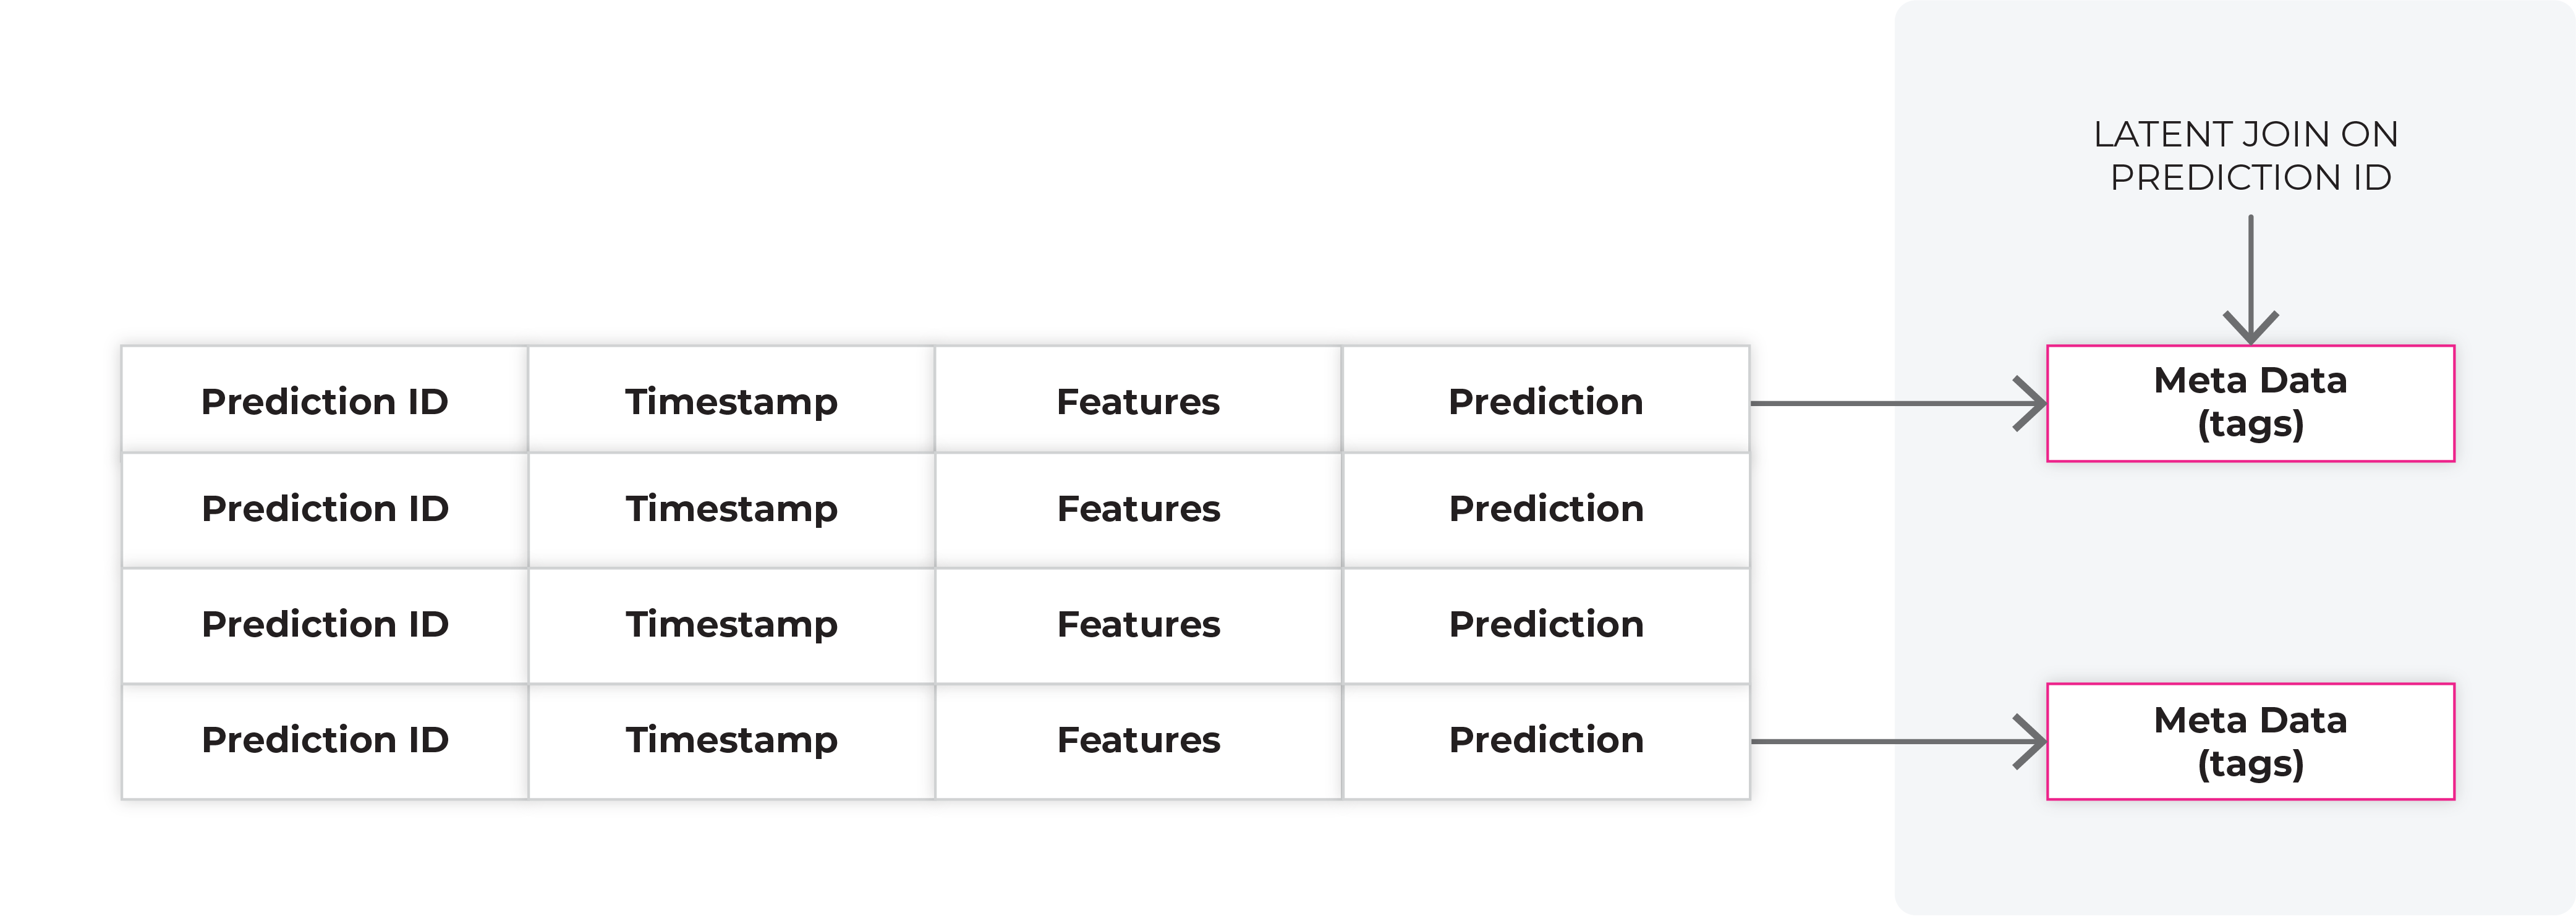 LATENT JOIN ON
PREDICTION ID
Prediction ID Timestamp Features Prediction Meta Data
(tags)
Prediction ID Timestamp Features Prediction
Prediction ID Timestamp Features Prediction
Prediction ID Timestamp Features Prediction Meta Data
(tags)